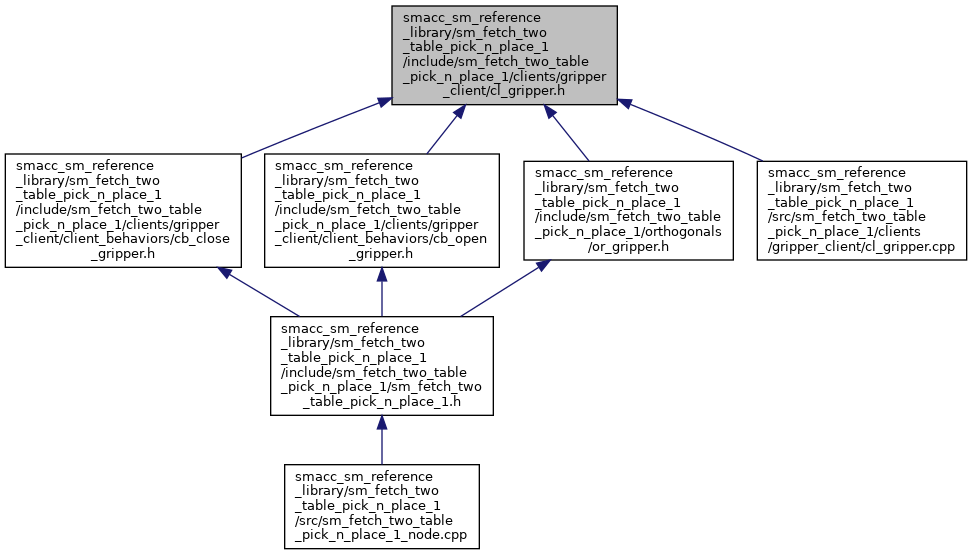 smacc_sm_reference
_library/sm_fetch_two
_table_pick_n_place_1
/include/sm_fetch_two_table
_pick_n_place_1/clients/gripper
_client/cl_gripper.h
smacc_sm_reference
_library/sm_fetch_two
_table_pick_n_place_1
/include/sm_fetch_two_table
_pick_n_place_1/clients/gripper
_client/client_behaviors/cb_close
_gripper.h
smacc_sm_reference
_library/sm_fetch_two
_table_pick_n_place_1
/include/sm_fetch_two_table
_pick_n_place_1/clients/gripper
_client/client_behaviors/cb_open
_gripper.h
smacc_sm_reference
_library/sm_fetch_two
_table_pick_n_place_1
/include/sm_fetch_two_table
_pick_n_place_1/orthogonals
/or_gripper.h
smacc_sm_reference
_library/sm_fetch_two
_table_pick_n_place_1
/src/sm_fetch_two_table
_pick_n_place_1/clients
/gripper_client/cl_gripper.cpp
smacc_sm_reference
_library/sm_fetch_two
_table_pick_n_place_1
/include/sm_fetch_two_table
_pick_n_place_1/sm_fetch_two
_table_pick_n_place_1.h
smacc_sm_reference
_library/sm_fetch_two
_table_pick_n_place_1
/src/sm_fetch_two_table
_pick_n_place_1_node.cpp